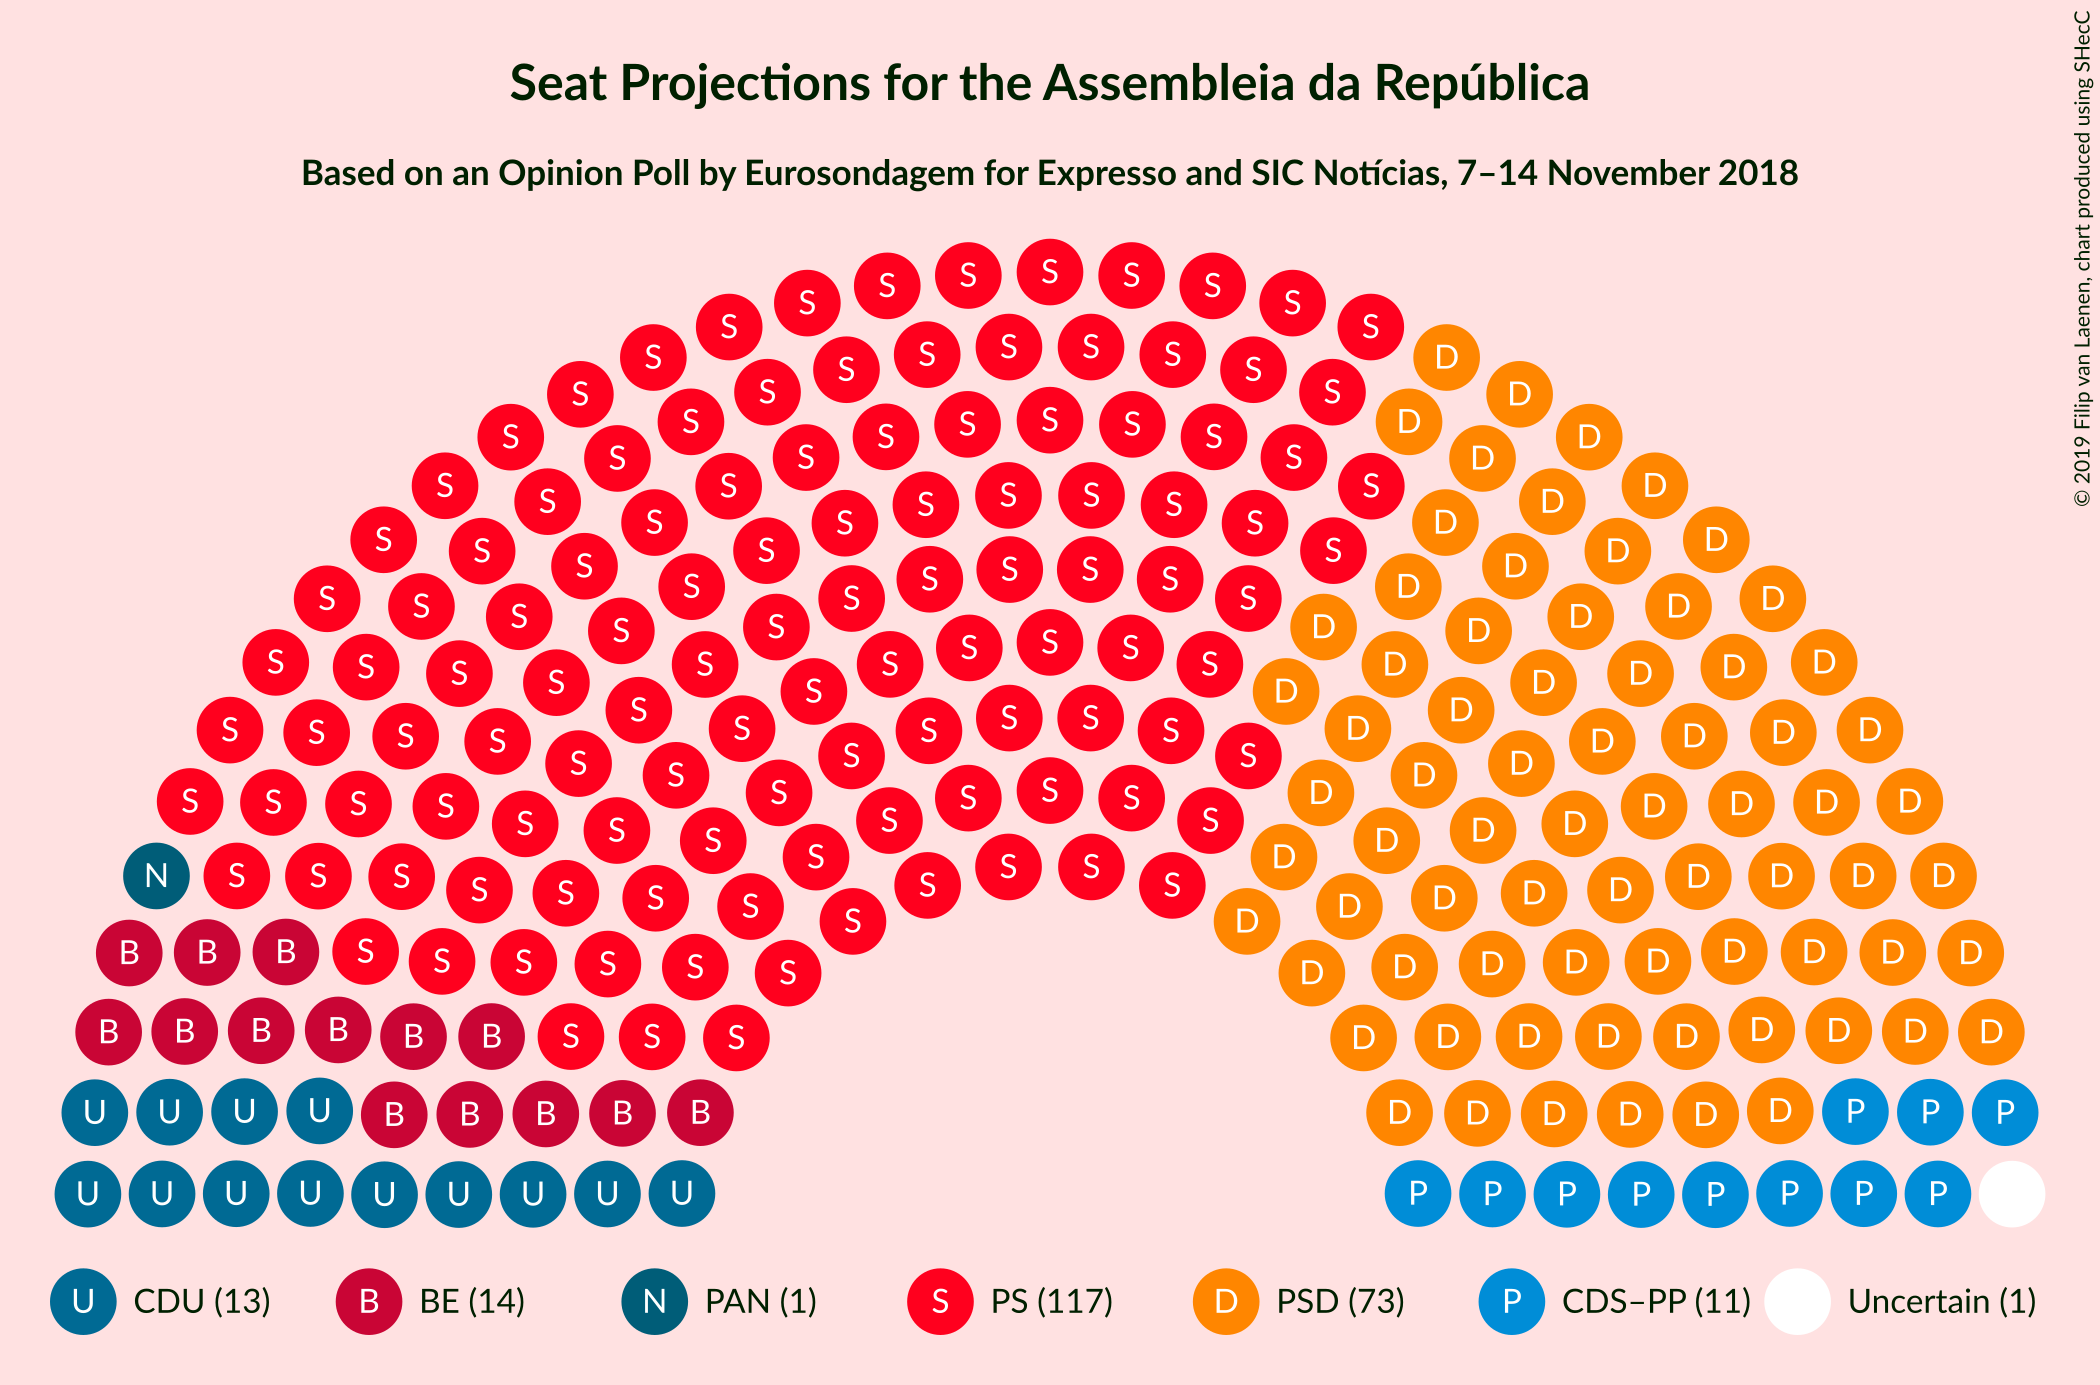 Seat Projections for the Assembleia da República
Based on an Opinion Poll by Eurosondagem for Expresso and SIC Notícias, 7–14 November 2018
© 2019 Filip van Laenen, chart produced using SHecC
U CDU (13) B BE (14) N PAN (1) S PS (117) D PSD (73) P CDS–PP (11) Uncertain (1)